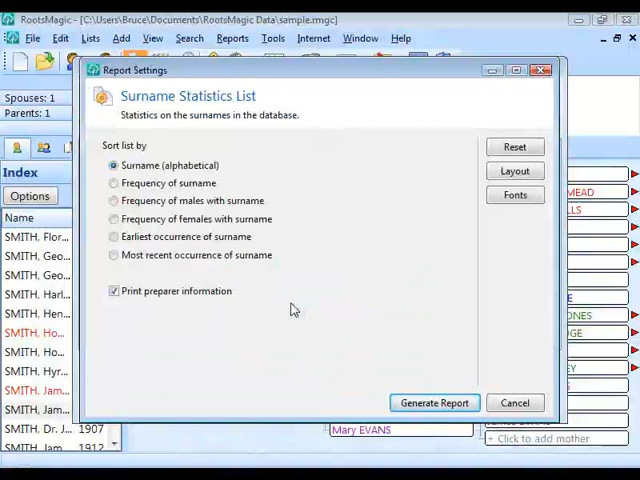 RootsMagic - [C:\Users\Bruce\Documents\RootsMagic Data\sample.rmgc]
File Edit Lists Add View Search Reports Tools Internet Window Help
Report Settings
Spouses: 1
Parents: 1
Surname Statistics List
Statistics on the surnames in the database.
Sort list by
Surname (alphabetical)
Frequency of surname
Frequency of males with surname
Frequency of females with surname
Earliest occurrence of surname
Most recent occurrence of surname
Print preparer information
Reset
Layout
Fonts
Generate Report
Cancel
Index
Options
Name
SMITH, Flor...
SMITH, Geo...
SMITH, Geo...
SMITH, Harl...
SMITH, Hen...
SMITH, Ho...
SMITH, Ho...
SMITH, Hyr...
SMITH, Jam...
SMITH, Jam...
SMITH, Dr. J... 1907
SMITH, Jam... 1912
MEAD
LLS
ONES
DGE
EY
Mary EVANS
+ Click to add mother